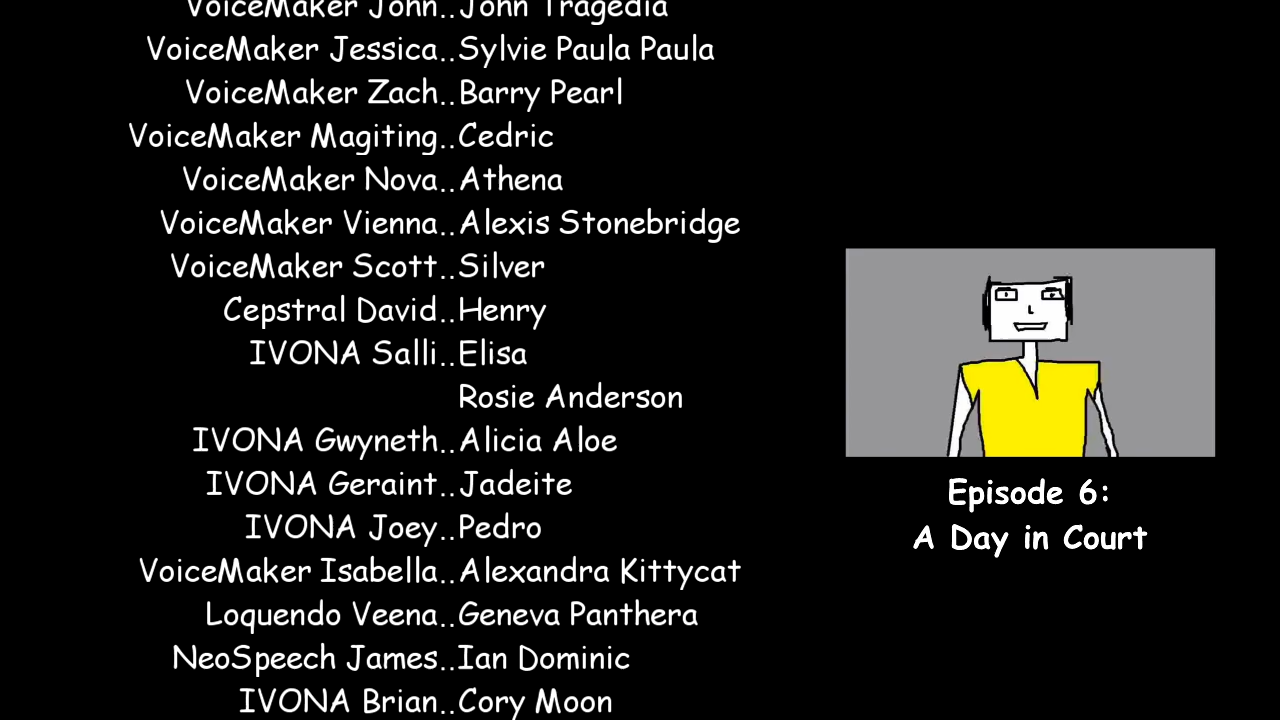 VoiceMaker John..John Tragedia
VoiceMaker Jessica..Sylvie Paula Paula
VoiceMaker Zach..Barry Pearl
VoiceMaker Magiting..Cedric
VoiceMaker Nova..Athena
VoiceMaker Vienna..Alexis Stonebridge
VoiceMaker Scott..Silver
Cepstral David..Henry
IVONA Salli..Elisa
Rosie Anderson
IVONA Gwyneth..Alicia Aloe
IVONA Geraint..Jadeite
IVONA Joey..Pedro
VoiceMaker Isabella..Alexandra Kittycat
Loquendo Veena..Geneva Panthera
NeoSpeech James..Ian Dominic
IVONA Brian..Cory Moon
Episode 6:
A Day in Court